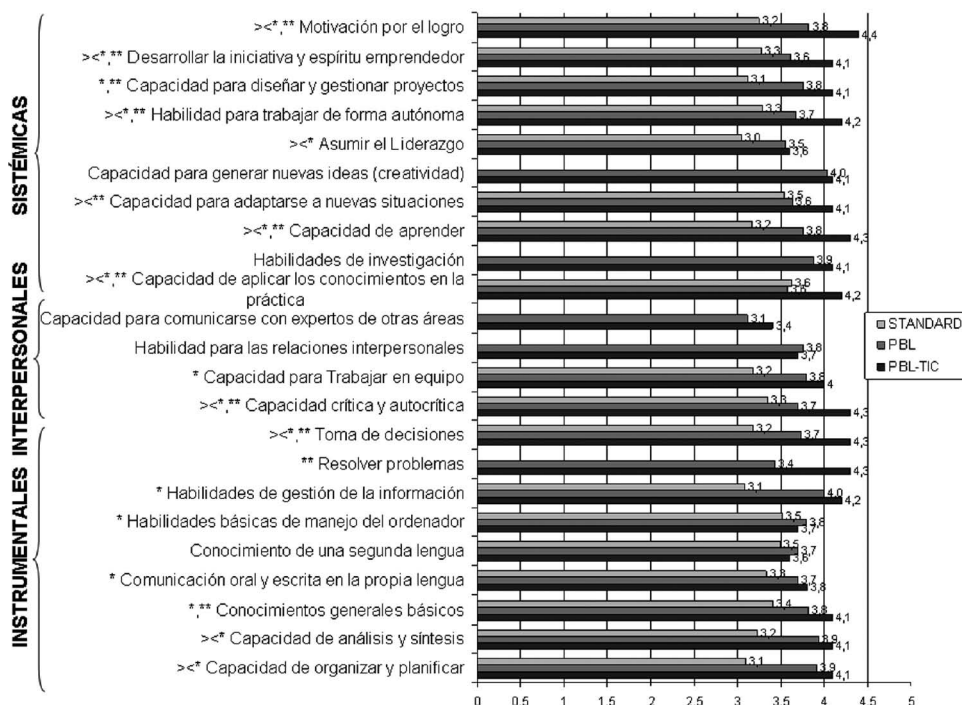 SISTÉMICAS
><*,** Motivación por el logro 3,2 3,8 4,4
><*,** Desarrollar la iniciativa y espíritu emprendedor 3,3 3,6 4,1
*,** Capacidad para diseñar y gestionar proyectos 3,1 3,8 4,1
><*,** Habilidad para trabajar de forma autónoma 3,3 3,7 4,2
><* Asumir el Liderazgo 3,0 3,5 3,6
Capacidad para generar nuevas ideas (creatividad) 4,0 4,1
><** Capacidad para adaptarse a nuevas situaciones 3,5 3,6 4,1
><*,** Capacidad de aprender 3,2 3,8 4,3
Habilidades de investigación 3,9 4,1
><*,** Capacidad de aplicar los conocimientos en la
práctica 3,6 3,6 4,2
INTERPERSONALES
Capacidad para comunicarse con expertos de otras áreas 3,1 3,4
Habilidad para las relaciones interpersonales 3,8 3,7
* Capacidad para Trabajar en equipo 3,2 3,8 4
><*,** Capacidad crítica y autocrítica 3,3 3,7 4,3
INSTRUMENTALES
><*,** Toma de decisiones 3,2 3,7 4,3
** Resolver problemas 3,4 4,3
* Habilidades de gestión de la información 3,1 4,0 4,2
* Habilidades básicas de manejo del ordenador 3,5 3,8 3,7
Conocimiento de una segunda lengua 3,5 3,7 3,6
* Comunicación oral y escrita en la propia lengua 3,3 3,7 3,8
*,** Conocimientos generales básicos 3,4 3,8 4,1
><* Capacidad de análisis y síntesis 3,2 3,9 4,1
><* Capacidad de organizar y planificar 3,1 3,9 4,1
0 0.5 1 1.5 2 2.5 3 3.5 4 4.5 5
STANDARD
PBL
PBL-TIC